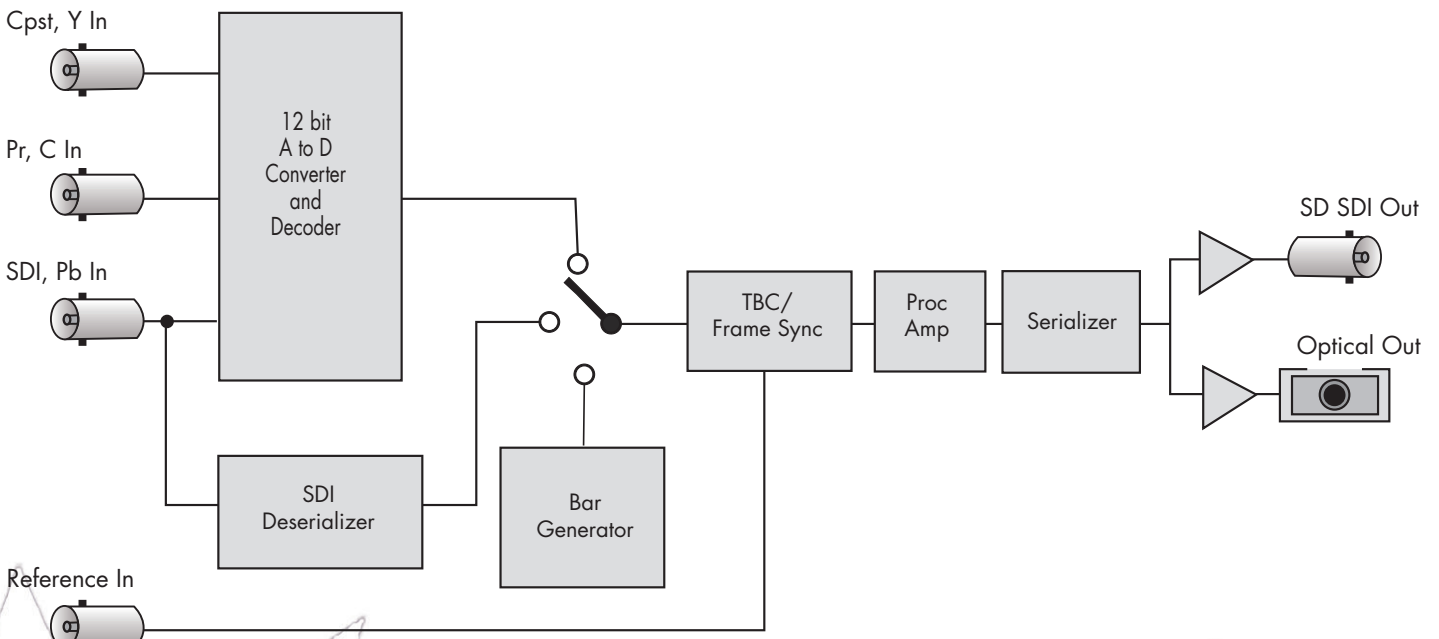 Cpst, Y In
12 bit
A to D
Converter
and
Decoder
Pr, C In
SDI, Pb In
SD SDI Out
TBC/
Frame Sync
Proc
Amp
Serializer
Optical Out
SDI
Deserializer
Bar
Generator
Reference In